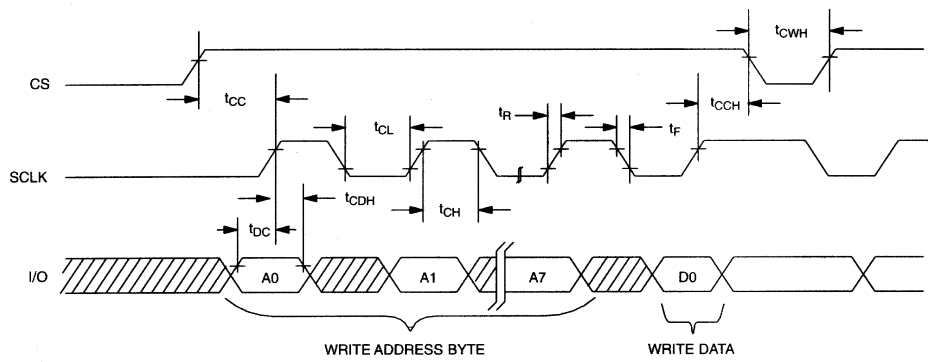 tCWH
CS
tCC
tCCH
tR
tF
tCL
SCLK
tCDH
tCH
tDC
I/O
A0
A1
A7
D0
WRITE ADDRESS BYTE
WRITE DATA